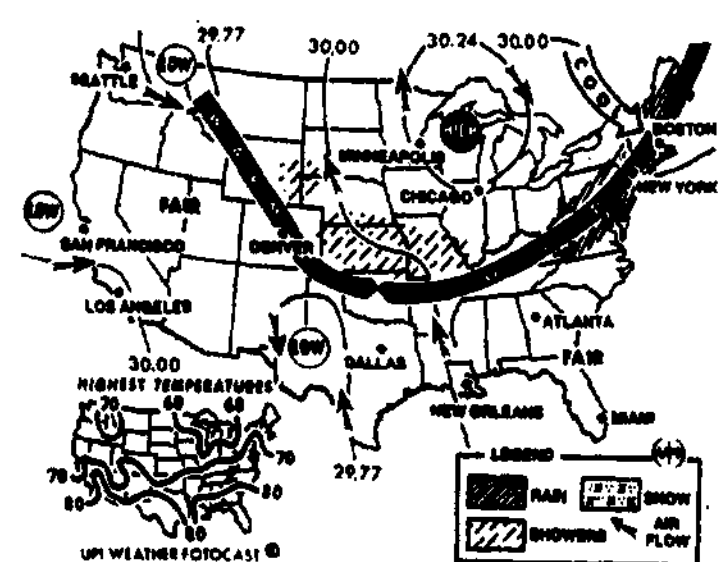 29.77
30.00
30.24
30.00
LOW
COOL
SEATTLE
BOSTON
MINNEAPOLIS
NEW YORK
CHICAGO
LOW
FAIR
SAN FRANCISCO
DENVER
LOS ANGELES
ATLANTA
LOW
DALLAS
FAIR
30.00
HIGHEST TEMPERATURES
NEW ORLEANS
MIAMI
70
60
60
70
70
29.77
80
80
80
LEGEND
RAIN
SNOW
SHOWERS
AIR
FLOW
UPI WEATHER FOTOCAST ©